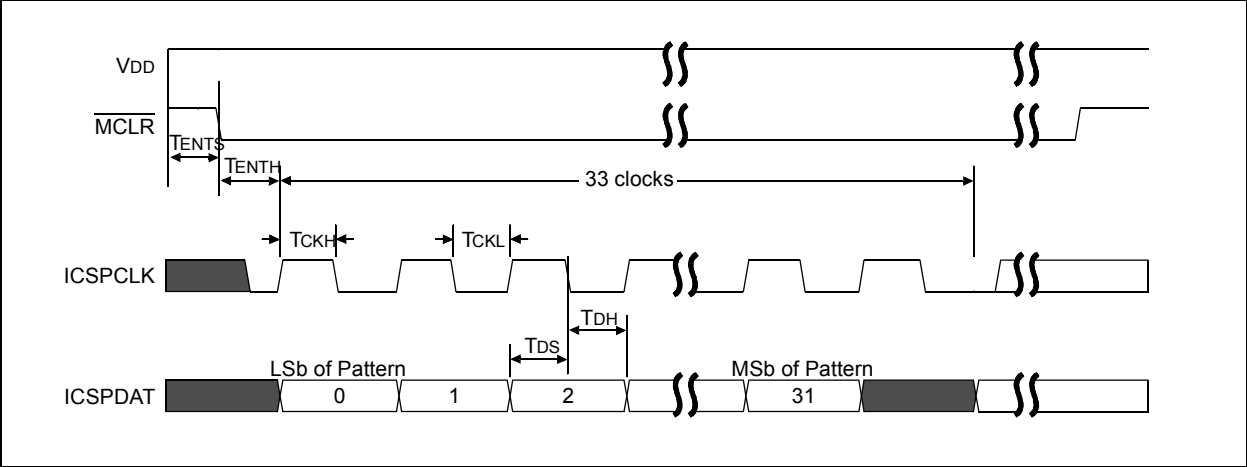 VDD
MCLR
TENTS
TENTH
33 clocks
TCKH
TCKL
ICSPCLK
TDH
TDS
LSb of Pattern
MSb of Pattern
ICSPDAT
0
1
2
31